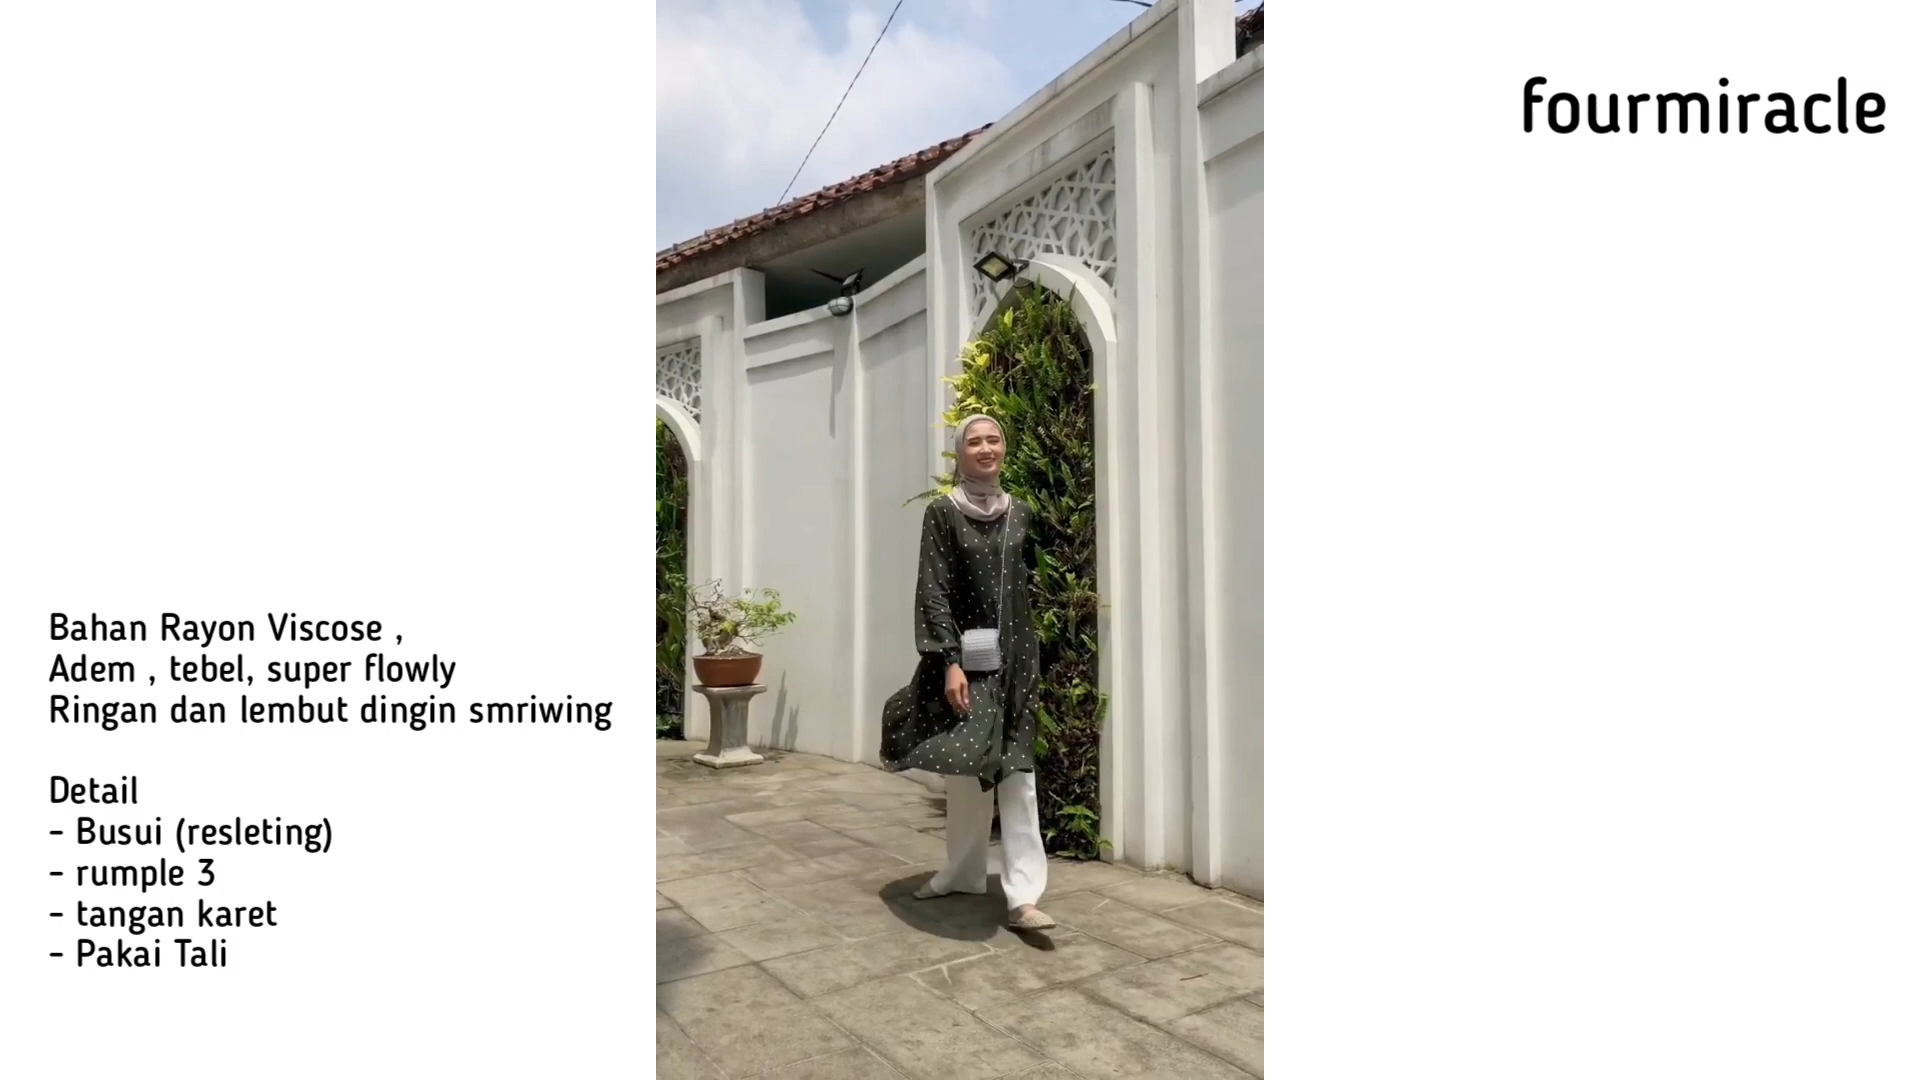 fourmiracle
Bahan Rayon Viscose ,
Adem , tebel, super flowly
Ringan dan lembut dingin smriwing
Detail
- Busui (resleting)
- rumple 3
- tangan karet
- Pakai Tali